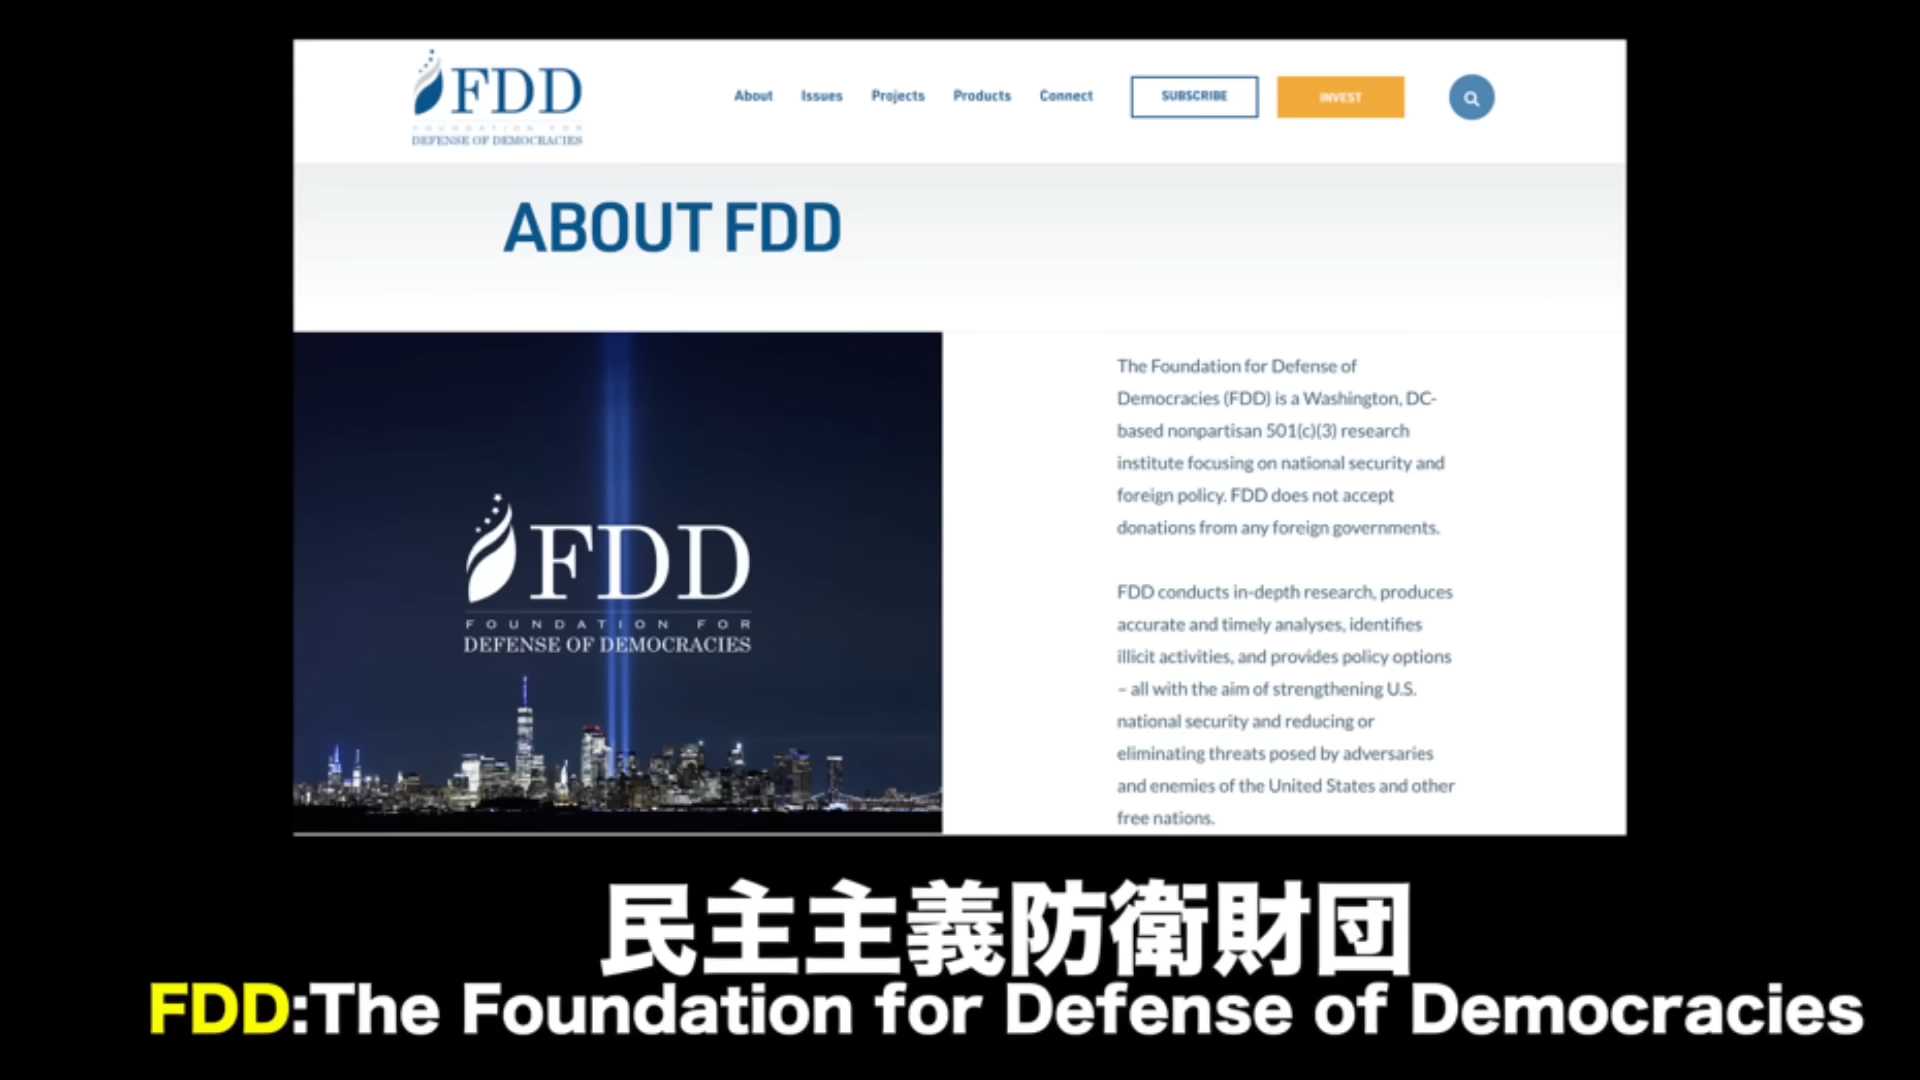 FDD
FOUNDATION FOR
DEFENSE OF DEMOCRACIES
About Issues Projects Products Connect SUBSCRIBE INVEST
ABOUT FDD
FDD
FOUNDATION FOR
DEFENSE OF DEMOCRACIES
The Foundation for Defense of
Democracies (FDD) is a Washington, DC-
based nonpartisan 501(c)(3) research
institute focusing on national security and
foreign policy. FDD does not accept
donations from any foreign governments.
FDD conducts in-depth research, produces
accurate and timely analyses, identifies
illicit activities, and provides policy options
– all with the aim of strengthening U.S.
national security and reducing or
eliminating threats posed by adversaries
and enemies of the United States and other
free nations.
民主主義防衛財団
FDD:The Foundation for Defense of Democracies